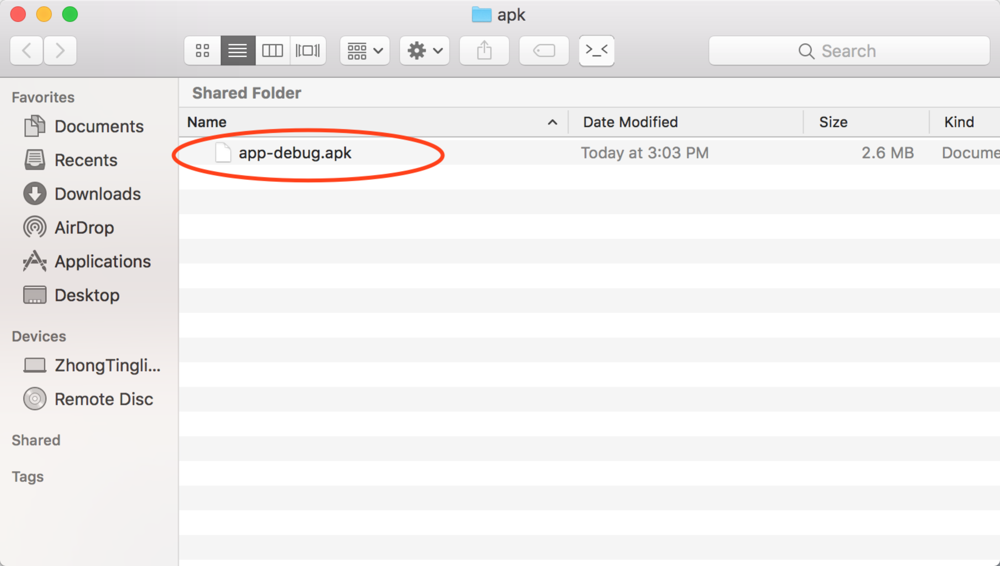 apk
>_<
Search
Favorites
Documents
Recents
Downloads
AirDrop
Applications
Desktop
Devices
ZhongTingli...
Remote Disc
Shared
Tags
Shared Folder
Name Date Modified Size Kind
app-debug.apk Today at 3:03 PM 2.6 MB Docume